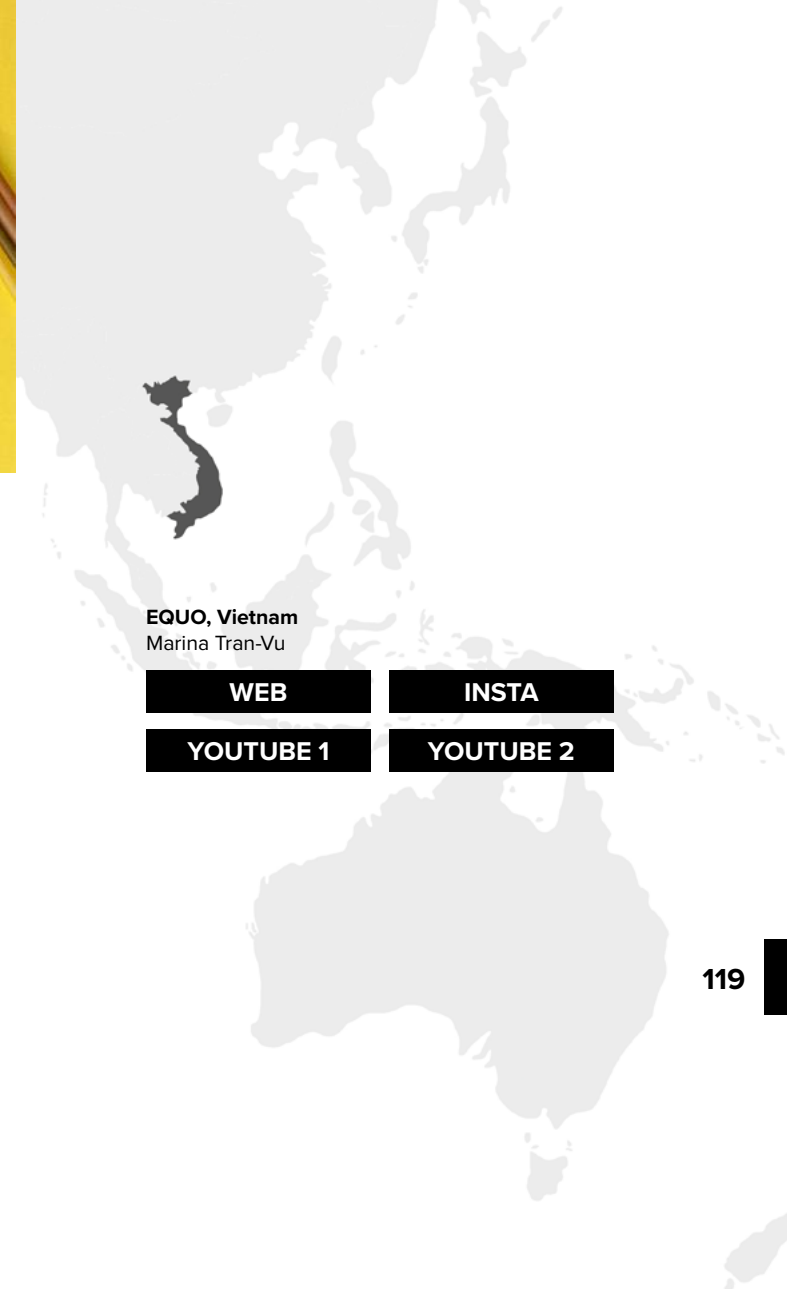 EQUO, Vietnam
Marina Tran-Vu
WEB
INSTA
YOUTUBE 1
YOUTUBE 2
119